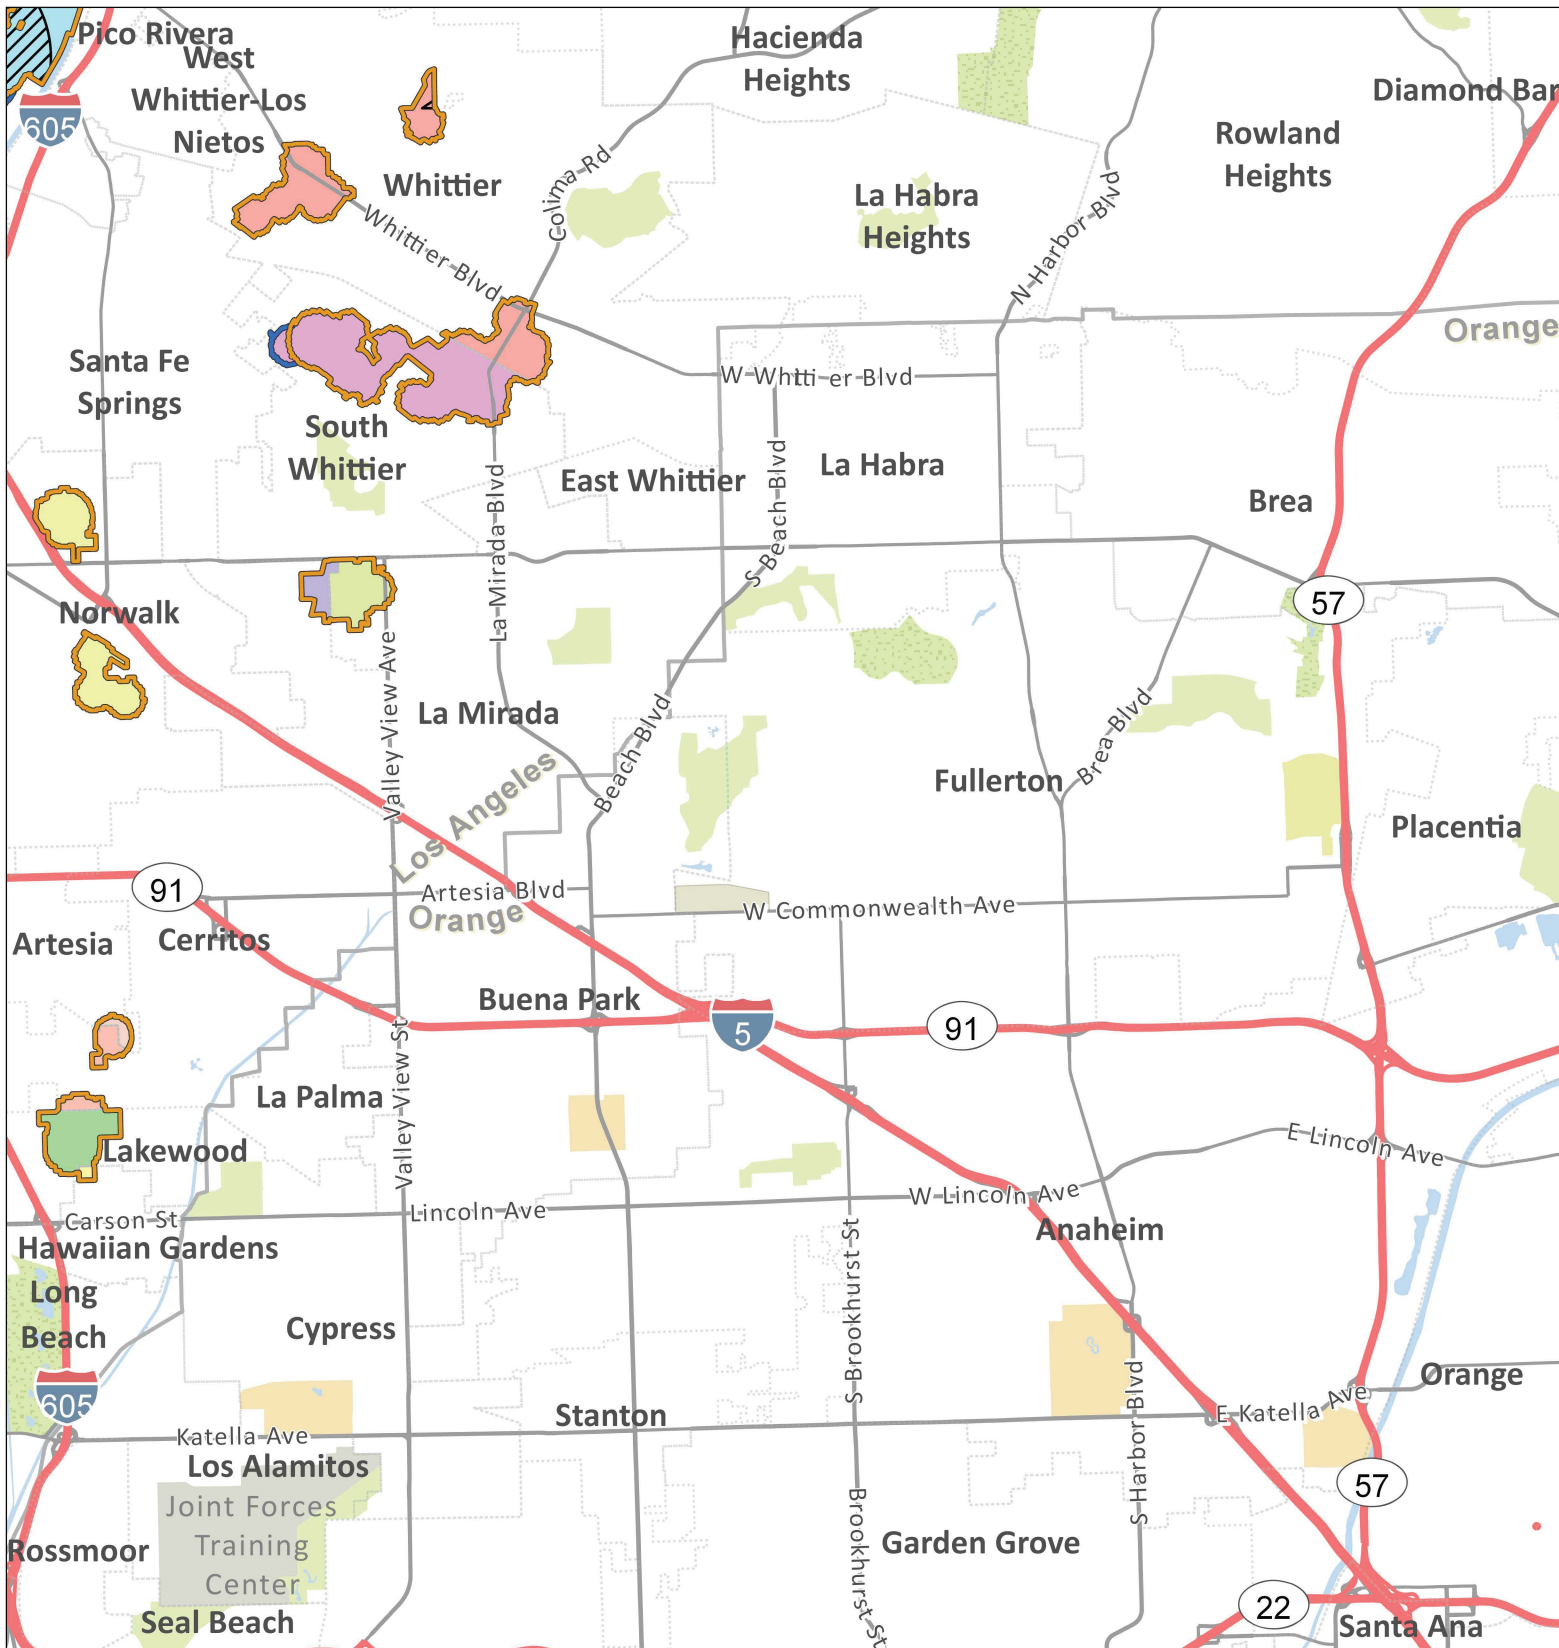 Pico Rivera
West
Whittier-Los
Nietos
605
Hacienda
Heights
Diamond Bar
Rowland
Heights
Whittier
Colima Rd
La Habra
Heights
N Harbor Blvd
Whittier Blvd
Orange
Santa Fe
Springs
W Whitti er Blvd
South
Whittier
East Whittier
La Habra
Brea
La Mirada Blvd
S Beach Blvd
57
Norwalk
Valley View Ave
La Mirada
Beach Blvd
Brea Blvd
Fullerton
Los Angeles
Placentia
91
Artesia Blvd
Orange
W Commonwealth Ave
Artesia
Cerritos
Buena Park
5
91
La Palma
Valley View St
Lakewood
E Lincoln Ave
W Lincoln Ave
Lincoln Ave
Carson St
Anaheim
Hawaiian Gardens
Long
Beach
S Brookhurst St
Cypress
605
S Harbor Blvd
Orange
E Katella Ave
Stanton
Katella Ave
Los Alamitos
57
Joint Forces
Training
Center
Brookhurst St
Garden Grove
Rossmoor
22
Seal Beach
Santa Ana